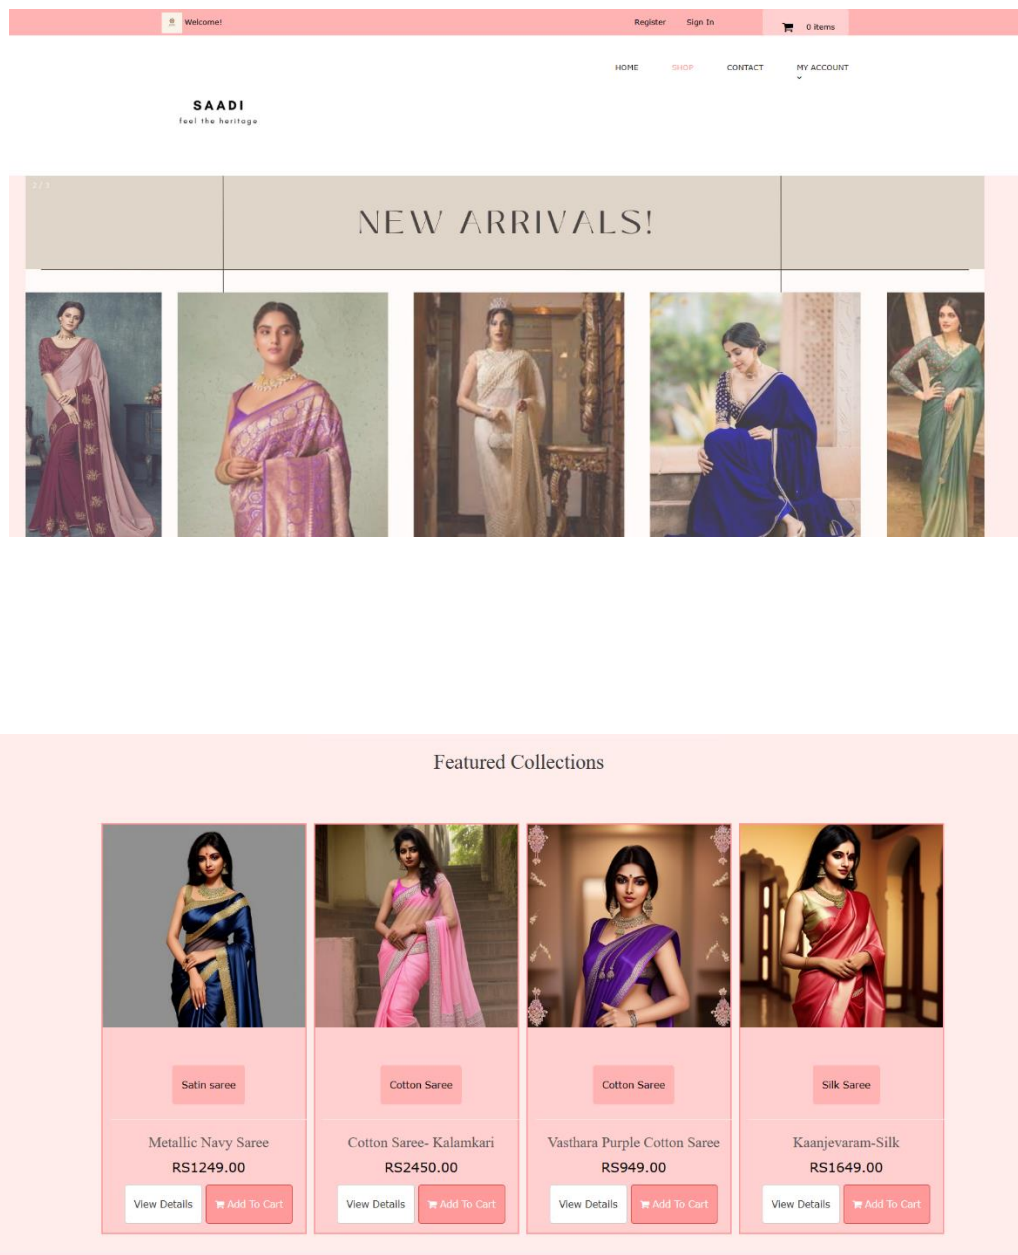 Welcome!
Register Sign In 0 items
HOME SHOP CONTACT MY ACCOUNT
SAADI
feel the heritage
NEW ARRIVALS!
Featured Collections
Satin saree Cotton Saree Cotton Saree Silk Saree
Metallic Navy Saree Cotton Saree- Kalamkari Vasthara Purple Cotton Saree Kaanjevaram-Silk
RS1249.00 RS2450.00 RS949.00 RS1649.00
View Details Add To Cart View Details Add To Cart View Details Add To Cart View Details Add To Cart